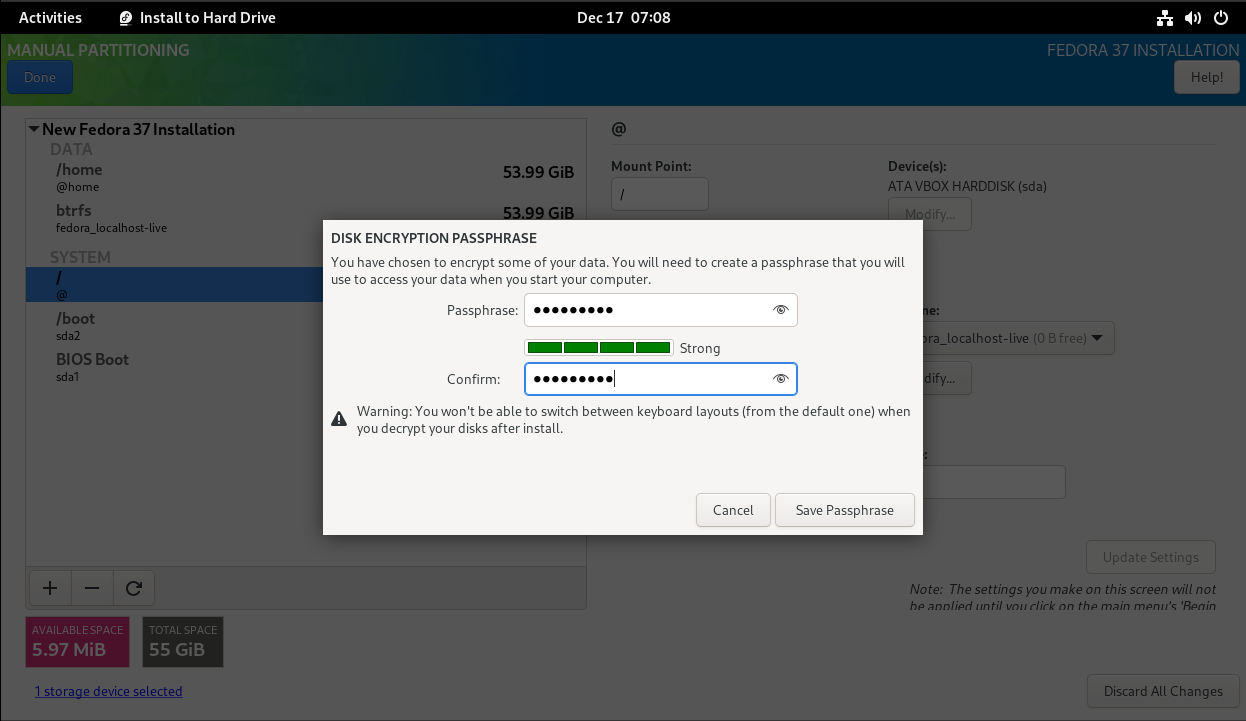 Activities
Install to Hard Drive
Dec 17 07:08
MANUAL PARTITIONING
FEDORA 37 INSTALLATION
Done
Help!
New Fedora 37 Installation
DATA
/home
53.99 GiB
@home
btrfs
53.99 GiB
fedora_localhost-live
SYSTEM
/
@
/boot
sda2
BIOS Boot
sda1
@
Mount Point:
Device(s):
/
ATA VBOX HARDDISK (sda)
Modify...
DISK ENCRYPTION PASSPHRASE
You have chosen to encrypt some of your data. You will need to create a passphrase that you will
use to access your data when you start your computer.
Passphrase: ●●●●●●●●●
Strong
Confirm: ●●●●●●●●●
Warning: You won't be able to switch between keyboard layouts (from the default one) when
you decrypt your disks after install.
Cancel
Save Passphrase
me:
ora_localhost-live (0 B free)
dify...
:
Update Settings
Note: The settings you make on this screen will not
be applied until you click on the main menu's 'Begin
AVAILABLE SPACE
5.97 MiB
TOTAL SPACE
55 GiB
1 storage device selected
Discard All Changes